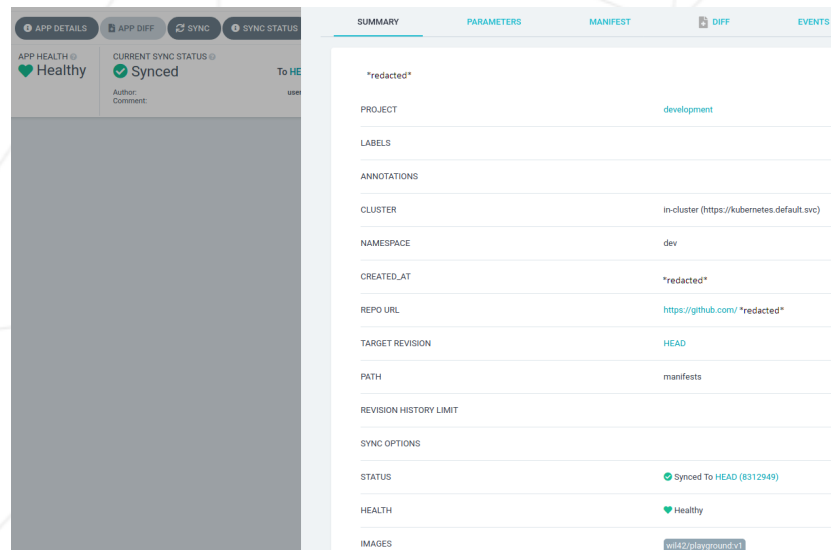 APP DETAILS APP DIFF SYNC SYNC STATUS
APP HEALTH CURRENT SYNC STATUS
Healthy Synced To HE
Author: user
Comment:
SUMMARY PARAMETERS MANIFEST DIFF EVENTS
*redacted*
PROJECT development
LABELS
ANNOTATIONS
CLUSTER in-cluster (https://kubernetes.default.svc)
NAMESPACE dev
CREATED_AT *redacted*
REPO URL https://github.com/ *redacted*
TARGET REVISION HEAD
PATH manifests
REVISION HISTORY LIMIT
SYNC OPTIONS
STATUS Synced To HEAD (8312949)
HEALTH Healthy
IMAGES wil42/playground:v1